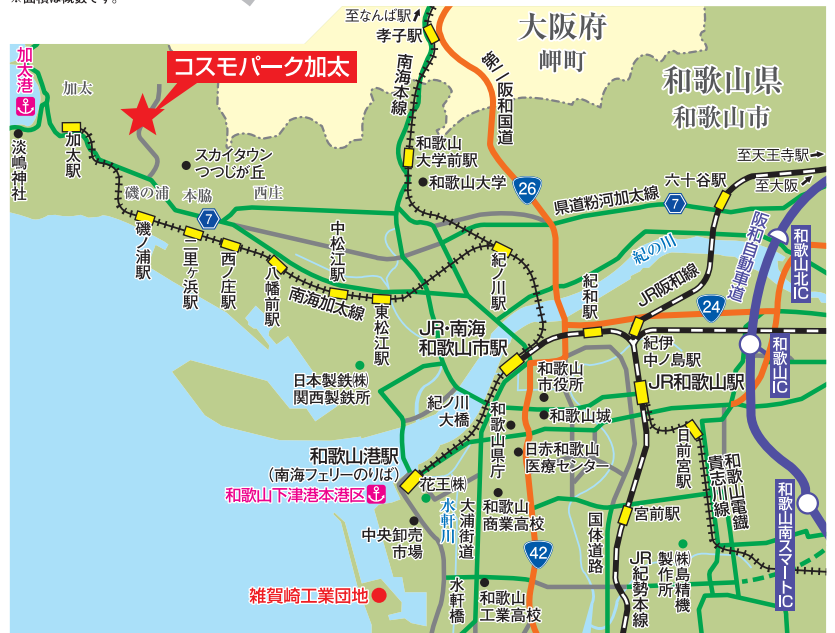 ※面積は概数です。
至なんば駅
孝子駅
大阪府
岬町
加太港
加太
コスモパーク加太
南海本線
第二阪和国道
和歌山県
和歌山市
淡嶋神社
加太駅
スカイタウン
つつじが丘
和歌山
大学前駅
和歌山大学
26
至天王寺駅
至大阪
六十谷駅
県道粉河加太線
7
磯の浦
本脇
西庄
7
磯ノ浦駅
二里ヶ浜駅
西ノ庄駅
八幡前駅
中松江駅
南海加太線
東松江駅
紀ノ川駅
紀の川
紀和駅
JR阪和線
阪和自動車道
和歌山北IC
24
JR・南海
和歌山市駅
紀伊
中ノ島駅
和歌山IC
日本製鉄㈱
関西製鉄所
紀ノ川
大橋
和歌山
市役所
JR和歌山駅
和歌山城
和歌山県庁
日赤和歌山
医療センター
日前宮駅
和歌山電鐵
貴志川線
和歌山港駅
(南海フェリーのりば)
和歌山下津港本港区
花王㈱
水軒川
大浦街道
和歌山
商業高校
中央卸売
市場
国体道路
宮前駅
和歌山南スマートIC
42
JR紀勢本線
㈱島精機
製作所
雑賀崎工業団地
水軒橋
和歌山
工業高校